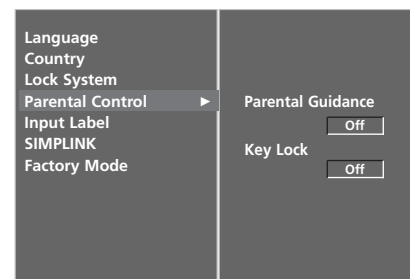 Language
Country
Lock System
Parental Control ►
Input Label
SIMPLINK
Factory Mode
Parental Guidance
Off
Key Lock
Off